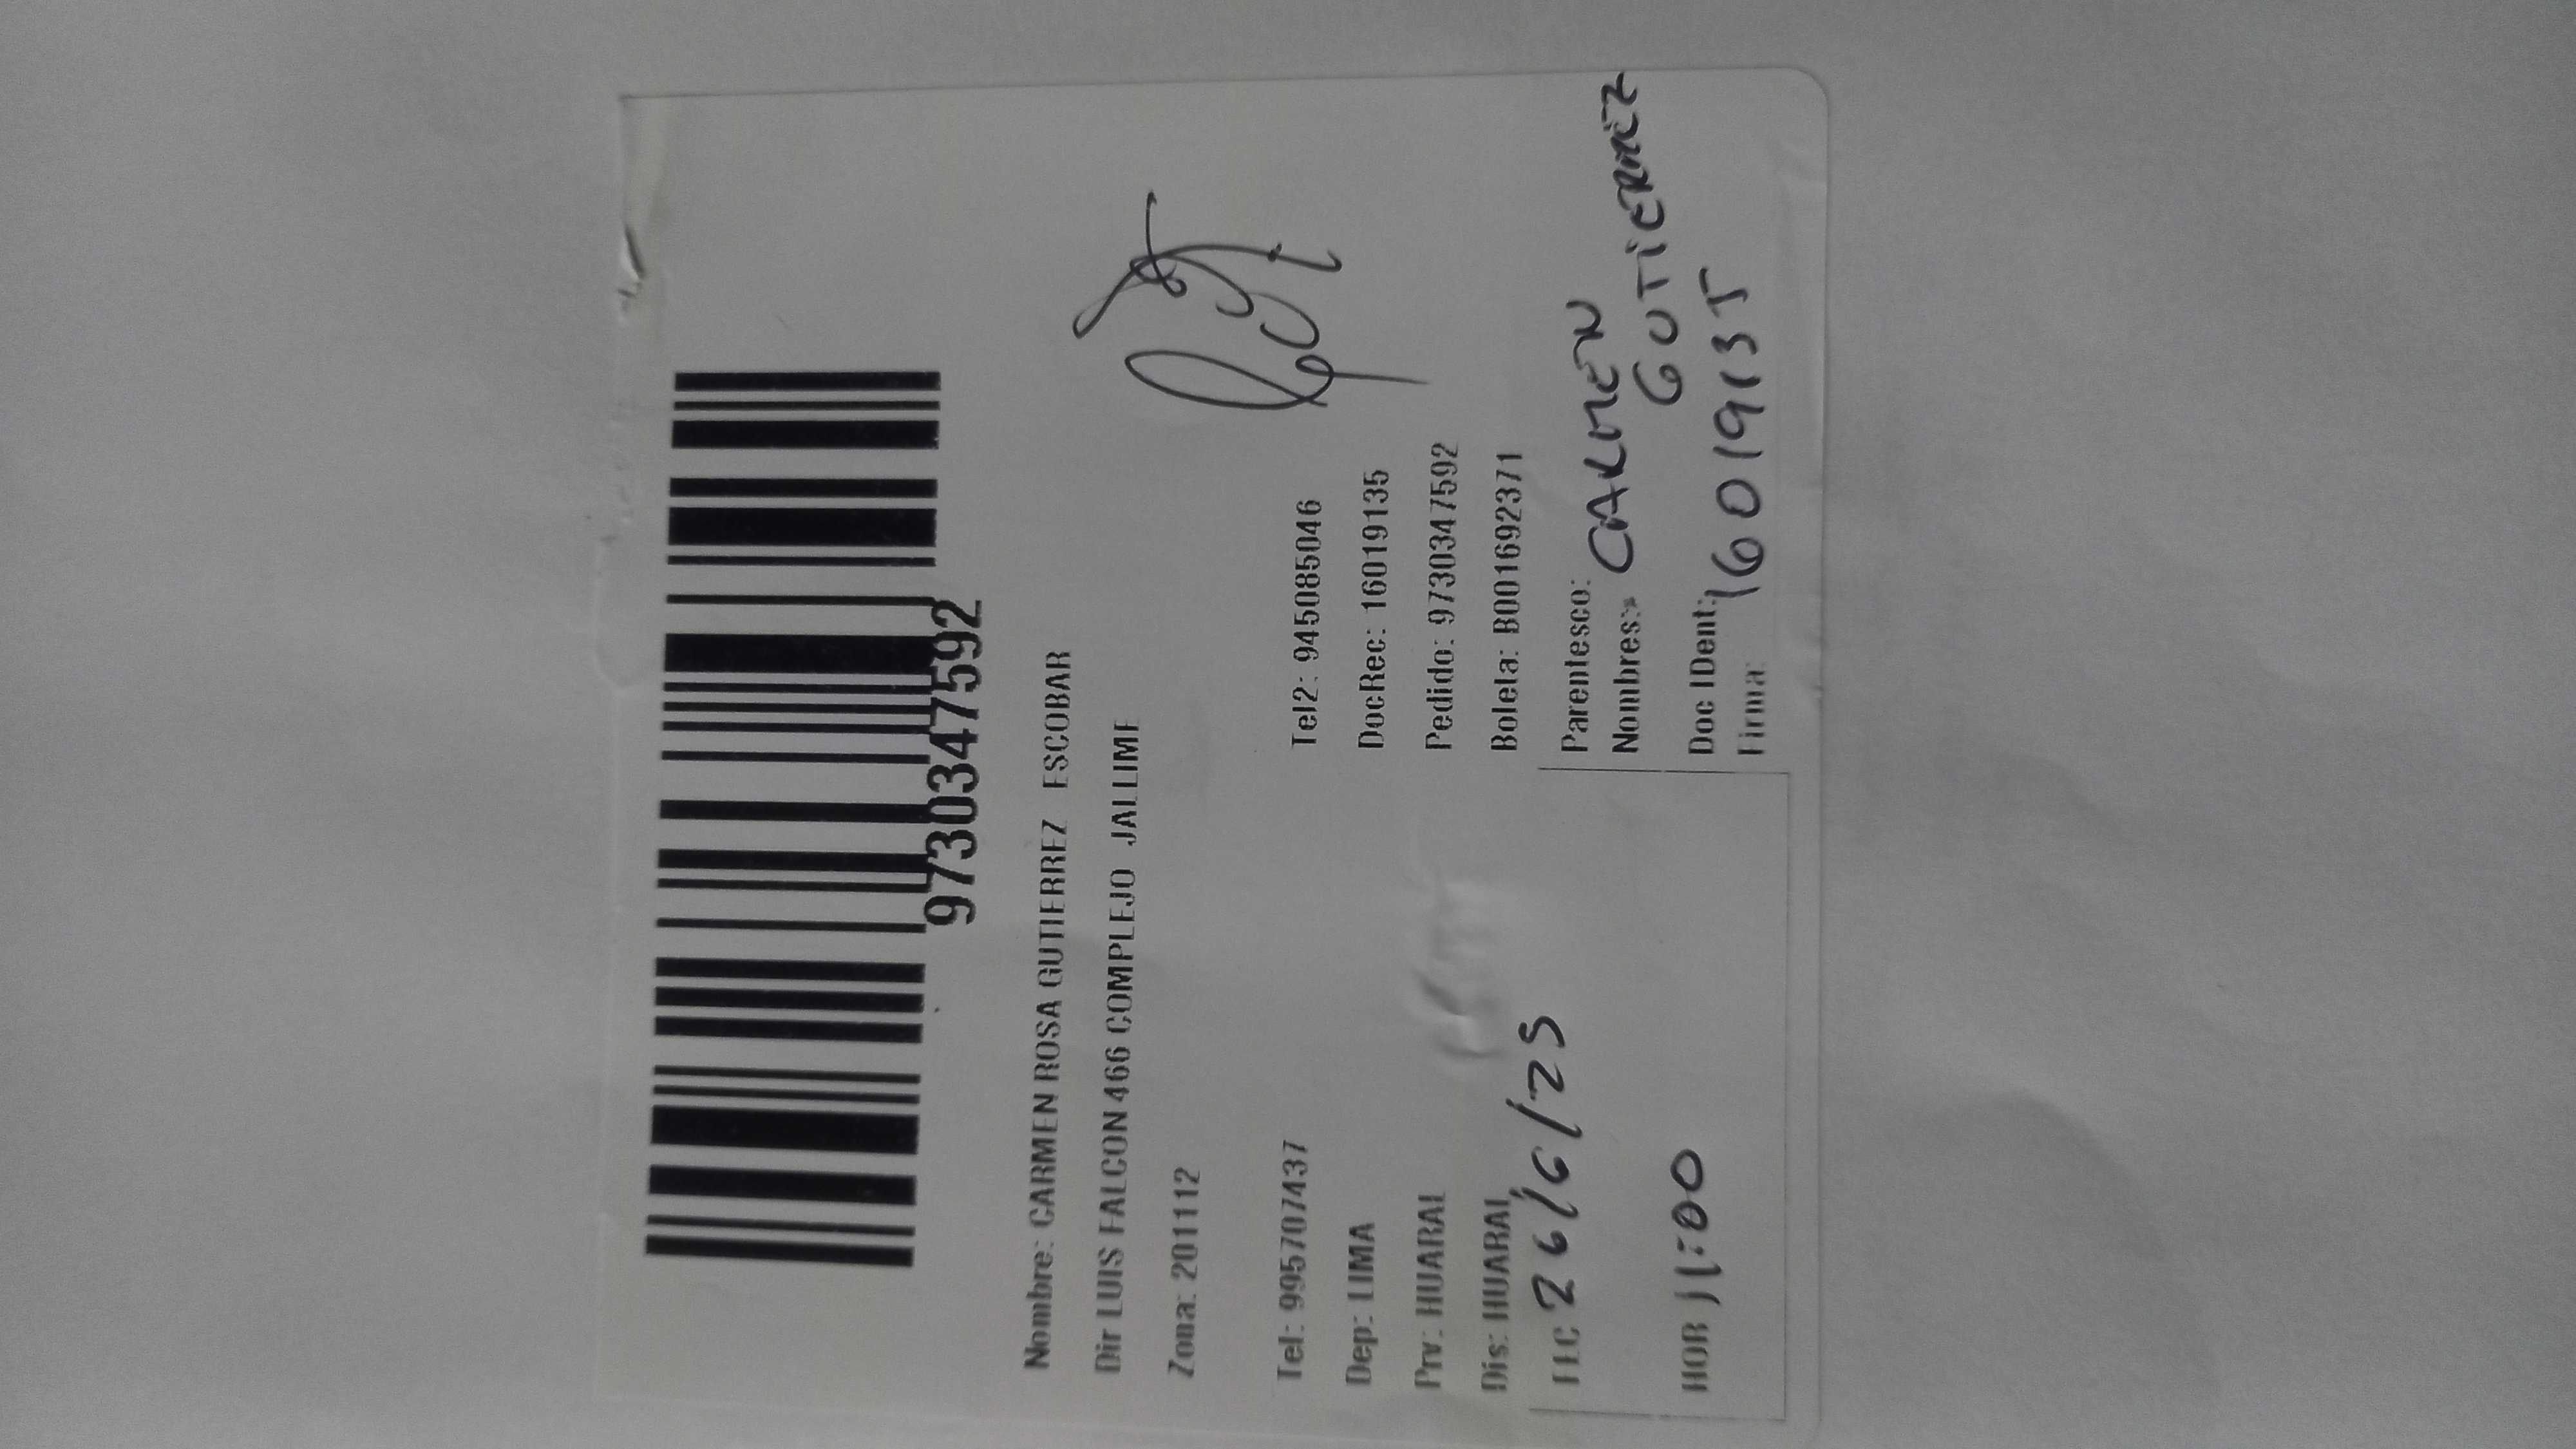 9730347592
Nombre: CARMEN ROSA GUTIERREZ ESCOBAR
Dir LUIS FALCON 466 COMPLEJO JALLIME
Zona: 201112
Tel: 995707437 Tel2: 945085046
Dep: LIMA DocRec: 16019135
Prv: HUARAL Pedido: 9730347592
Dis: HUARAL Boleta: B001692371
FEC 26/6/25
Parentesco:
Nombres: CARMEN
GUTIERREZ
HOR 11:00
Doc IDent: 16019135
Firma: